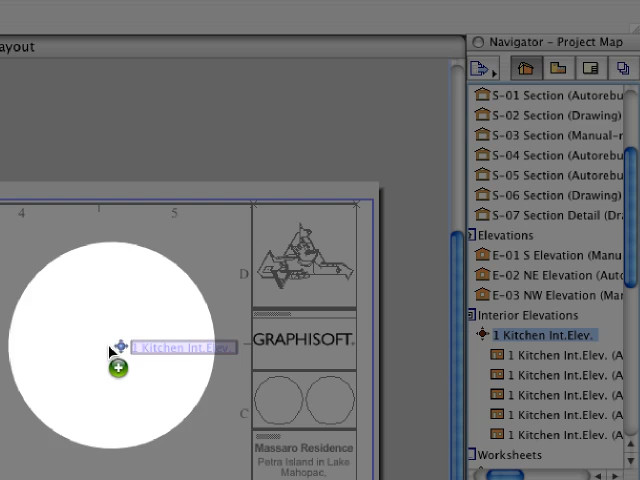 ayout
Navigator - Project Map
S-01 Section (Autorebu
S-02 Section (Drawing)
S-03 Section (Manual-r
S-04 Section (Autorebu
S-05 Section (Autorebu
S-06 Section (Drawing)
S-07 Section Detail (Dra
Elevations
E-01 S Elevation (Manu
E-02 NE Elevation (Auto
E-03 NW Elevation (Man
Interior Elevations
1 Kitchen Int.Elev.
1 Kitchen Int.Elev. (A
1 Kitchen Int.Elev. (A
1 Kitchen Int.Elev. (A
1 Kitchen Int.Elev. (A
1 Kitchen Int.Elev. (A
Worksheets
4
5
D
GRAPHISOFT.
1 Kitchen Int.Elev.
C
Massaro Residence
Petra Island in Lake
Mahopac,